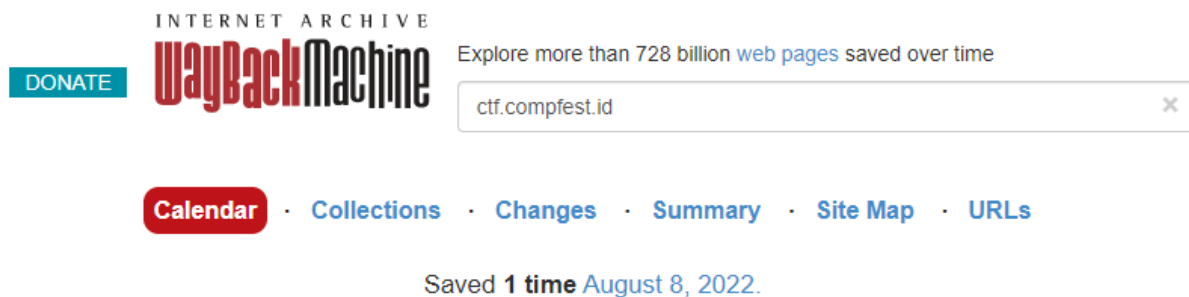 INTERNET ARCHIVE
WayBackMachine
DONATE
Explore more than 728 billion web pages saved over time
ctf.compfest.id ×
Calendar · Collections · Changes · Summary · Site Map · URLs
Saved 1 time August 8, 2022.